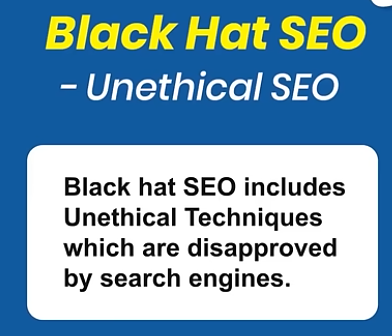 Black Hat SEO
- Unethical SEO
Black hat SEO includes
Unethical Techniques
which are disapproved
by search engines.